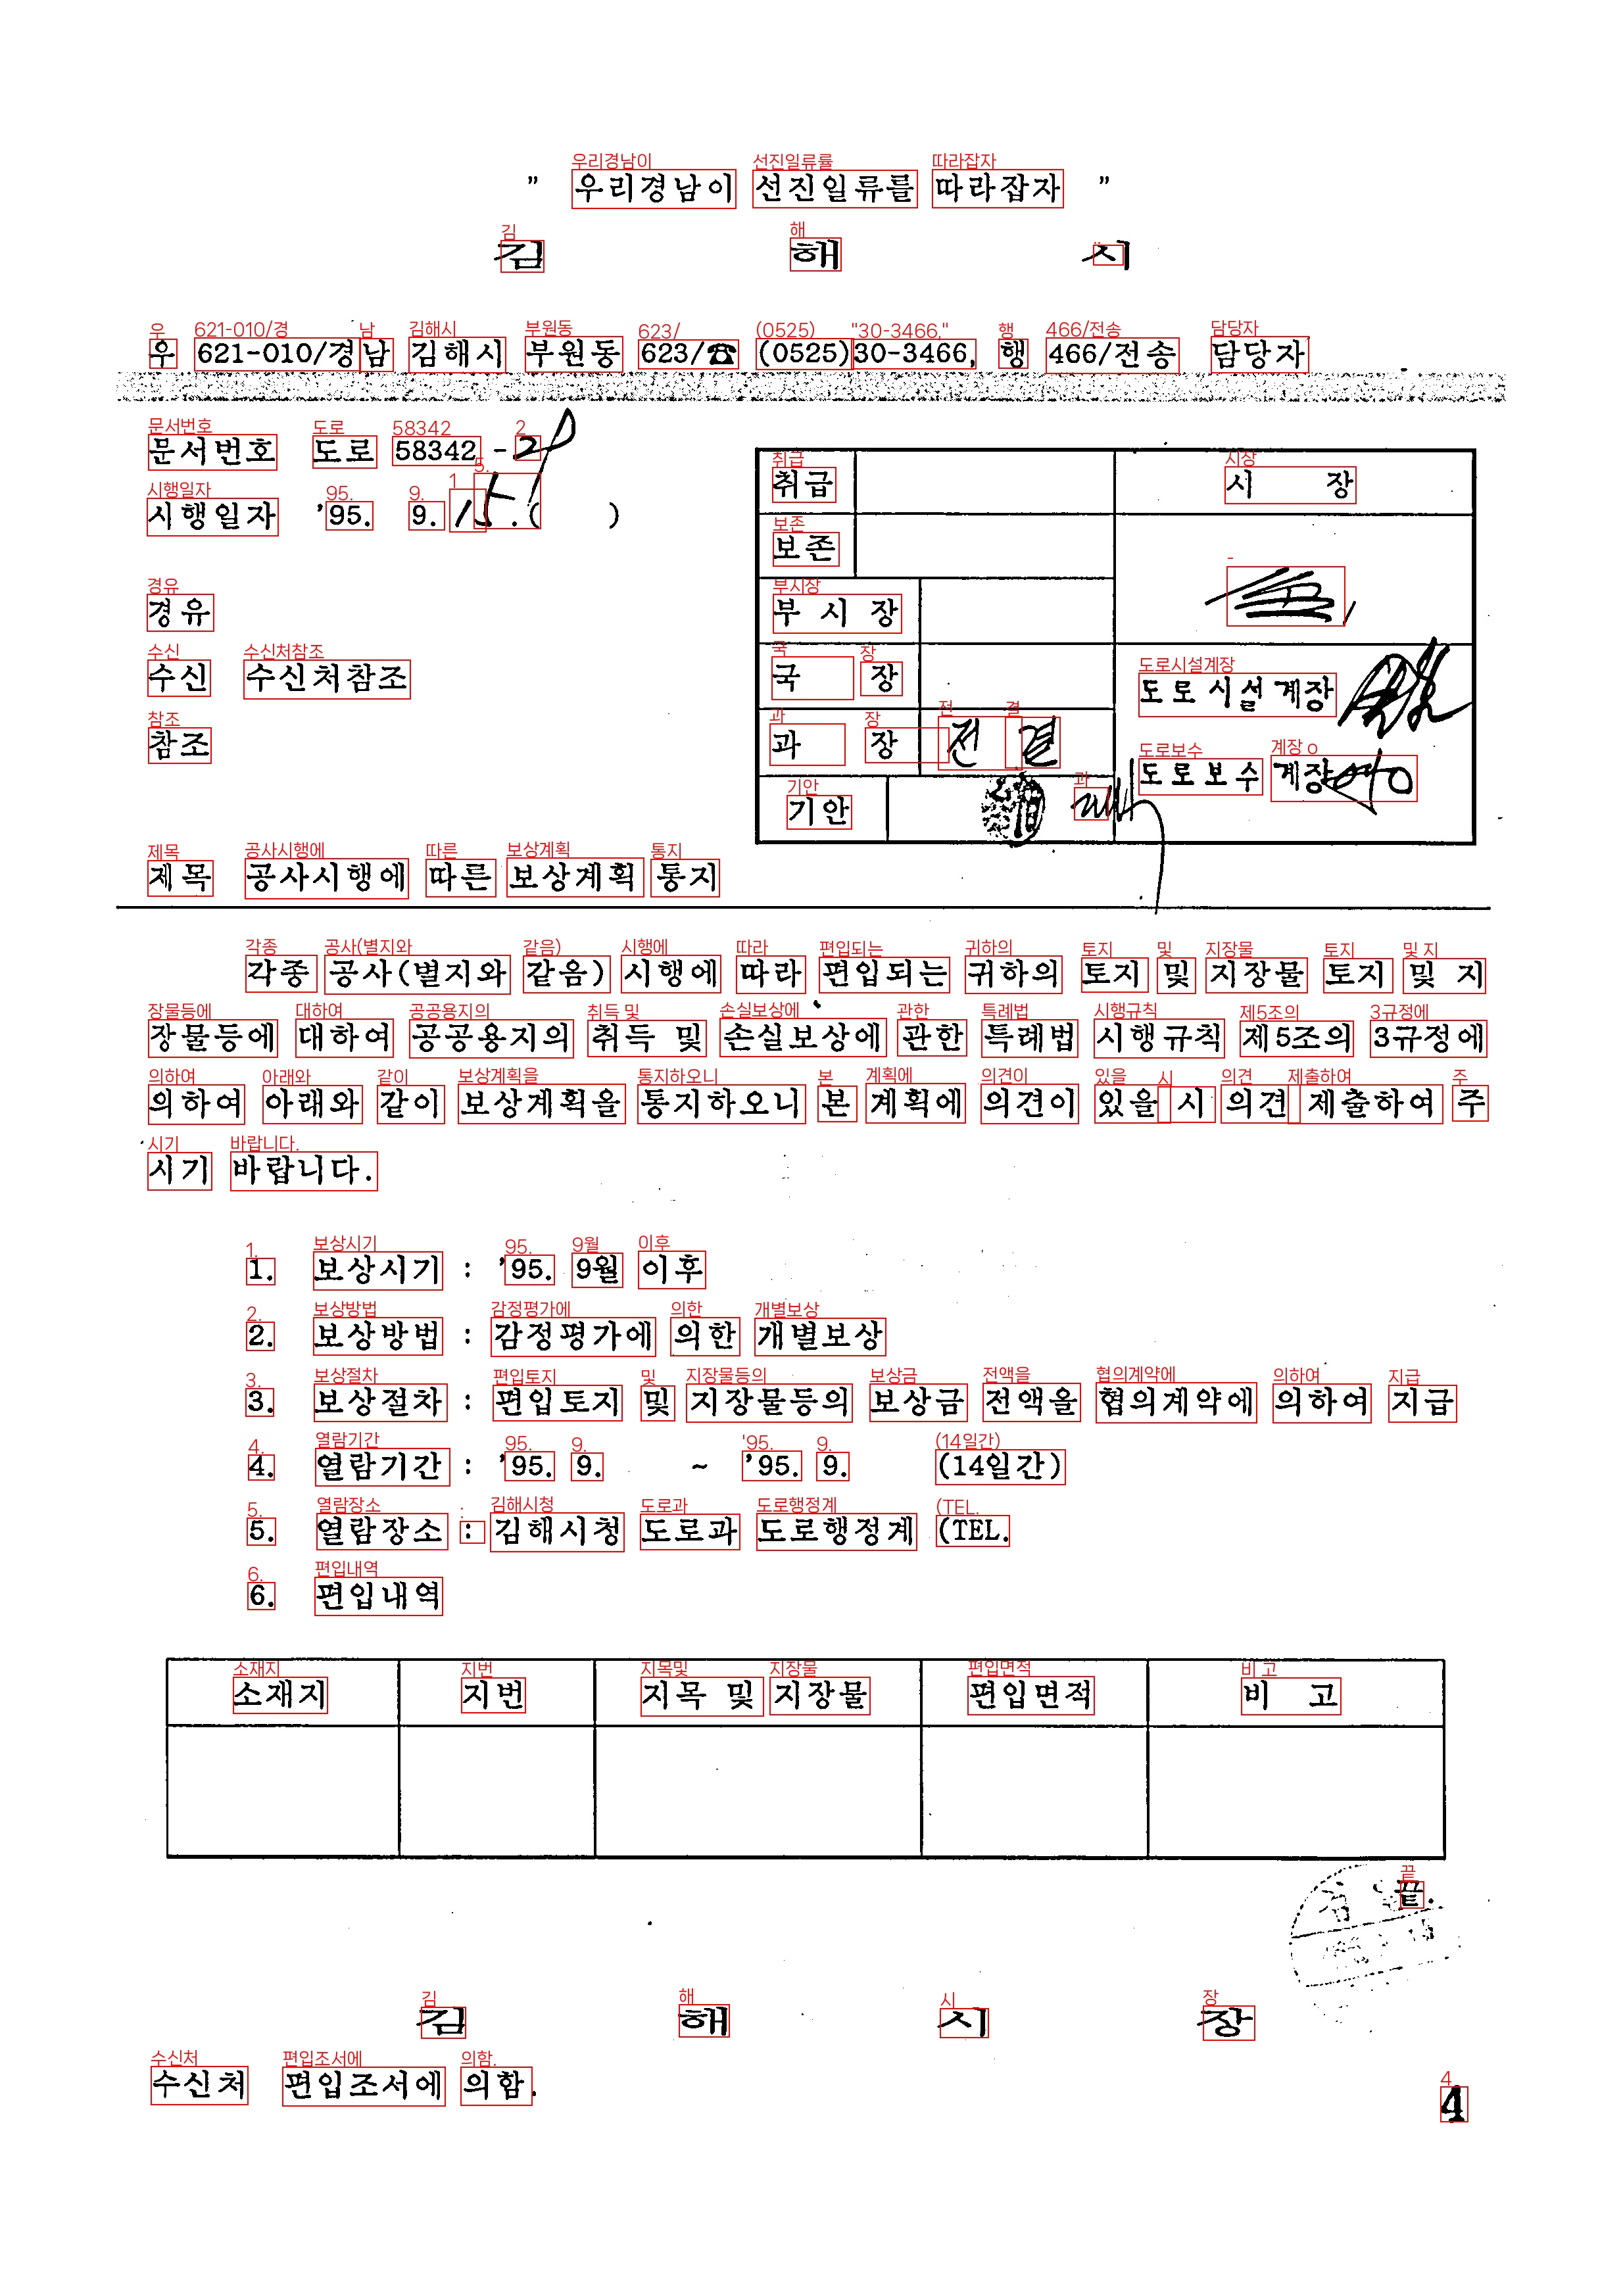 " 우리경남이 선진일류를 따라잡자 "
김 해 시
우 621-010/경남 김해시 부원동 623/☎ (0525)30-3466, 행 466/전송 담당자
문서번호 도로 58342 -
시행일자 '95. 9. 15.( )
경유
수신 수신처참조
참조
취급
보존
부 시 장
국 장
과 장 전 결
기안
시 장
도로시설계장
도로보수계장
제목 공사시행에 따른 보상계획 통지
각종 공사(별지와 같음) 시행에 따라 편입되는 귀하의 토지 및 지장물 토지 및 지
장물등에 대하여 공공용지의 취득 및 손실보상에 관한 특례법 시행규칙 제5조의 3규정에
의하여 아래와 같이 보상계획을 통지하오니 본 계획에 의견이 있을 시 의견 제출하여 주
시기 바랍니다.
1. 보상시기 : '95. 9월 이후
2. 보상방법 : 감정평가에 의한 개별보상
3. 보상절차 : 편입토지 및 지장물등의 보상금 전액을 협의계약에 의하여 지급
4. 열람기간 : '95. 9. ~ '95. 9. (14일간)
5. 열람장소 : 김해시청 도로과 도로행정계 (TEL.
6. 편입내역
소재지 지번 지목 및 지장물 편입면적 비 고
끝.
김 해 시 장
수신처 편입조서에 의함.
4